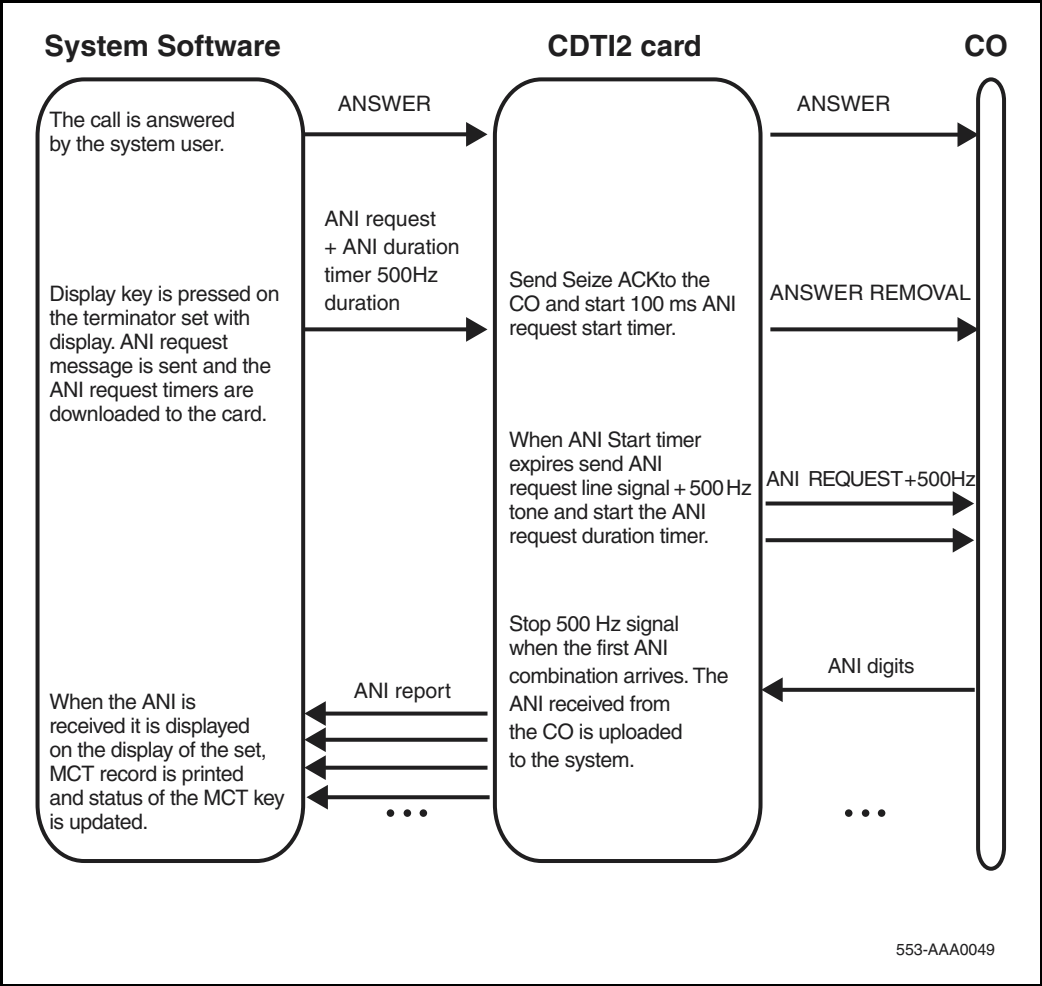 System Software
CDTI2 card
CO
The call is answered
by the system user.
ANSWER
ANSWER
ANI request
+ ANI duration
timer 500Hz
duration
Display key is pressed on
the terminator set with
display. ANI request
message is sent and the
ANI request timers are
downloaded to the card.
Send Seize ACKto the
CO and start 100 ms ANI
request start timer.
ANSWER REMOVAL
When ANI Start timer
expires send ANI
request line signal + 500 Hz
tone and start the ANI
request duration timer.
ANI REQUEST+500Hz
Stop 500 Hz signal
when the first ANI
combination arrives. The
ANI received from
the CO is uploaded
to the system.
ANI digits
ANI report
When the ANI is
received it is displayed
on the display of the set,
MCT record is printed
and status of the MCT key
is updated.
• • •
• • •
553-AAA0049